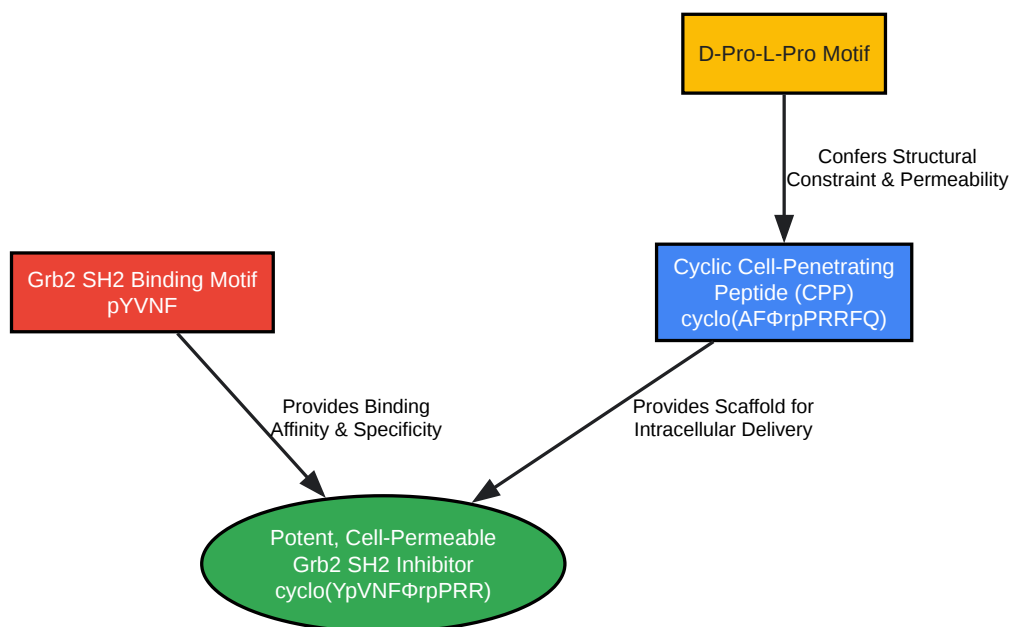 D-Pro-L-Pro Motif
Confers Structural
Constraint & Permeability
Grb2 SH2 Binding Motif
pYVNF
Cyclic Cell-Penetrating
Peptide (CPP)
cyclo(AFΦrpPRRFQ)
Provides Binding
Affinity & Specificity
Provides Scaffold for
Intracellular Delivery
Potent, Cell-Permeable
Grb2 SH2 Inhibitor
cyclo(YpVNFΦrpPRR)